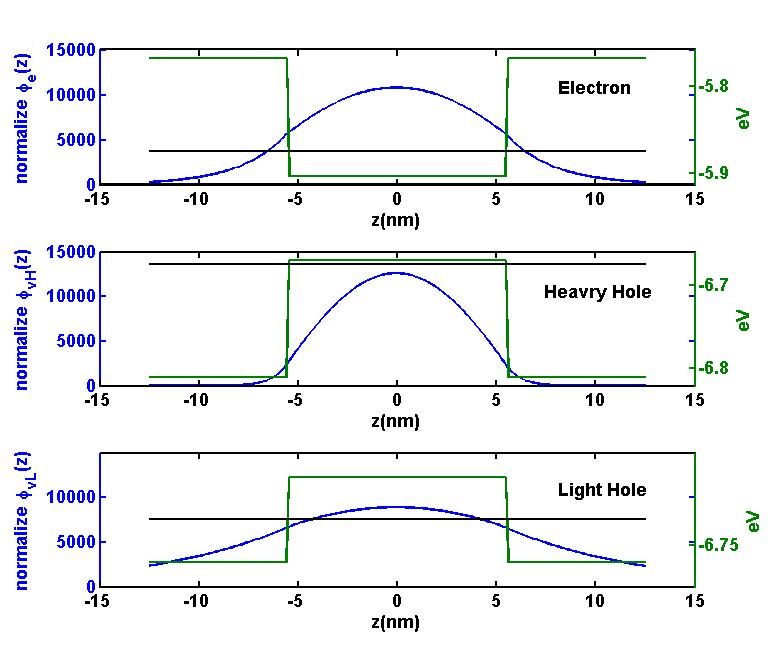 15000
10000
5000
0
normalize ϕe(z)
Electron
-5.8
-5.9
eV
-15 -10 -5 0 5 10 15
z(nm)
15000
10000
5000
0
normalize ϕvH(z)
Heavry Hole
-6.7
-6.8
eV
-15 -10 -5 0 5 10 15
z(nm)
10000
5000
0
normalize ϕvL(z)
Light Hole
-6.75
eV
-15 -10 -5 0 5 10 15
z(nm)